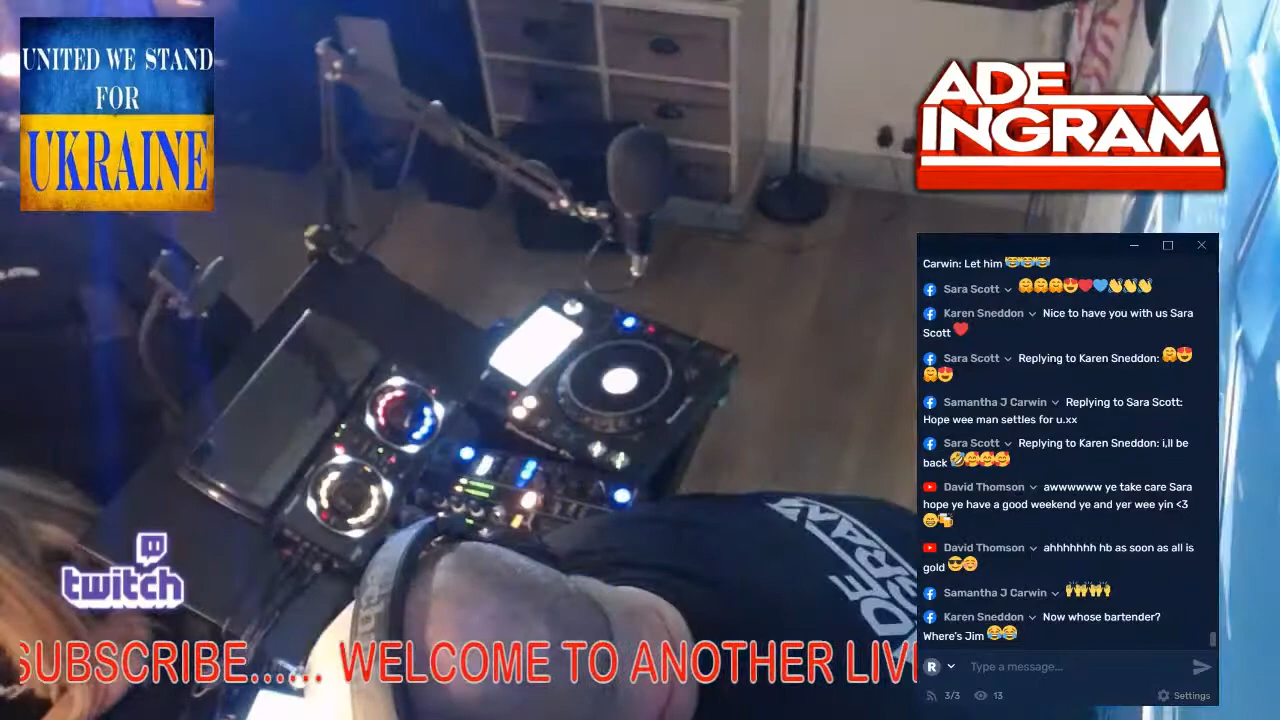 UNITED WE STAND
FOR
UKRAINE
ADE
INGRAM
Carwin: Let him 😂😂😂
Sara Scott 🤗🤗🤗😍❤️💙👏👏👏
Karen Sneddon Nice to have you with us Sara
Scott ❤️
Sara Scott Replying to Karen Sneddon: 🤗😍
🤗😍
Samantha J Carwin Replying to Sara Scott:
Hope wee man settles for u.xx
Sara Scott Replying to Karen Sneddon: i,ll be
back 🤣🥰🥰🥰
David Thomson awwwwww ye take care Sara
hope ye have a good weekend ye and yer wee yin <3
😁🍻
David Thomson ahhhhhhh hb as soon as all is
gold 😎☺️
Samantha J Carwin 🙌🙌🙌
Karen Sneddon Now whose bartender?
Where's Jim 😂😂
R Type a message...
3/3 13 Settings
twitch
ADE
INGRAM
SUBSCRIBE...... WELCOME TO ANOTHER LIV